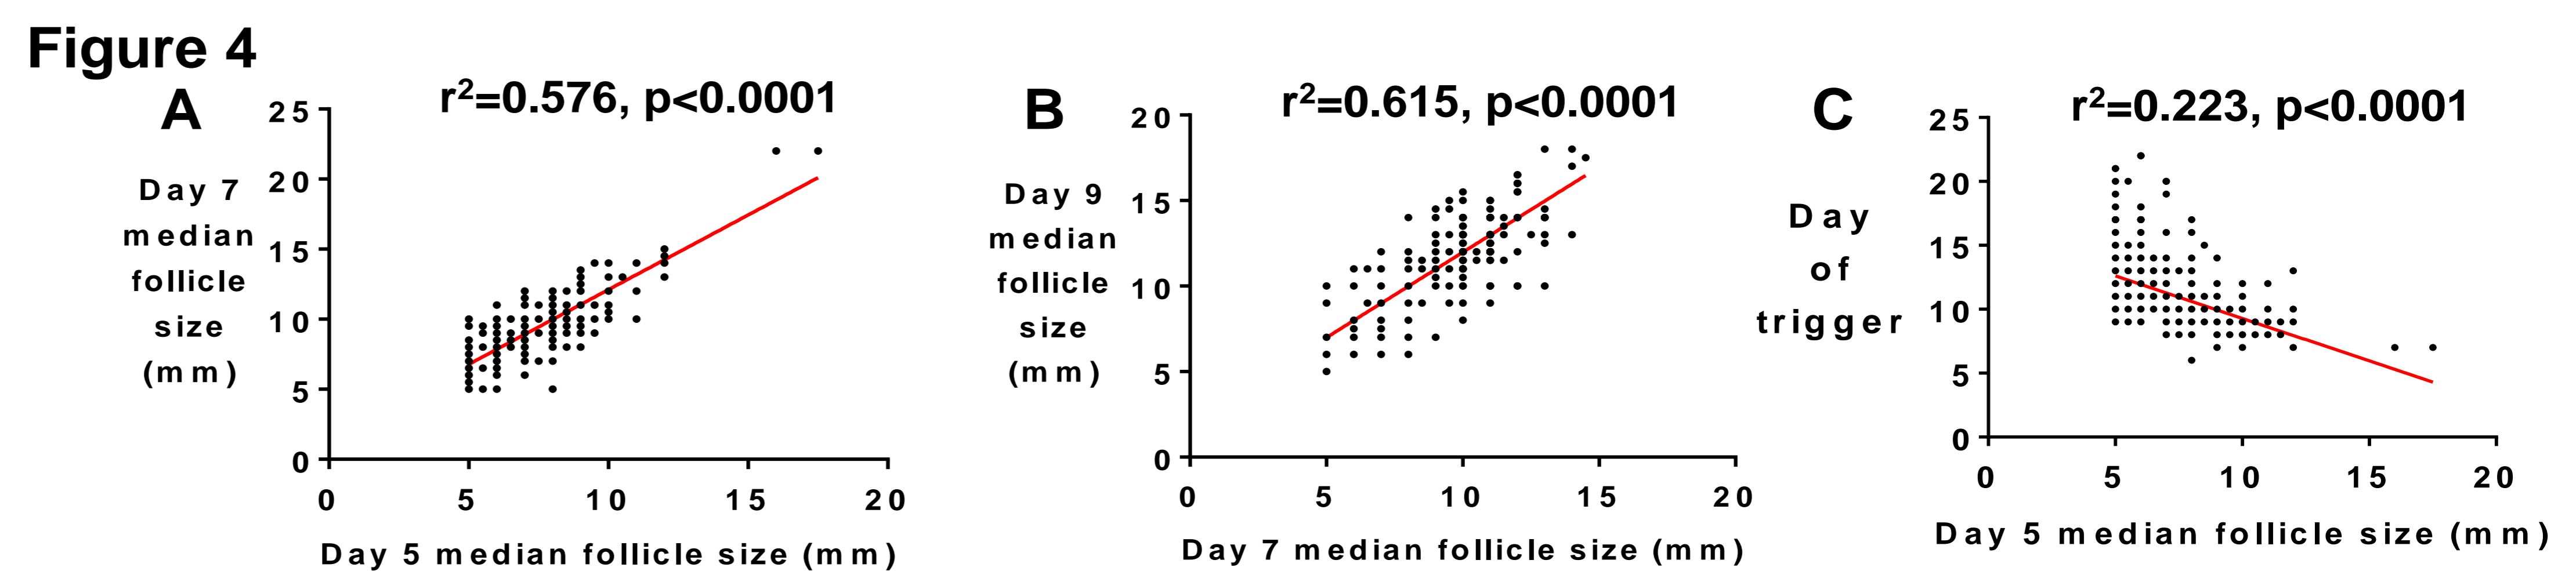 Figure 4
A
r²=0.576, p<0.0001
Day 7
median
follicle
size
(mm)
25
20
15
10
5
0
0 5 10 15 20
Day 5 median follicle size (mm)
B
r²=0.615, p<0.0001
Day 9
median
follicle
size
(mm)
20
15
10
5
0
0 5 10 15 20
Day 7 median follicle size (mm)
C
r²=0.223, p<0.0001
Day
of
trigger
25
20
15
10
5
0
0 5 10 15 20
Day 5 median follicle size (mm)